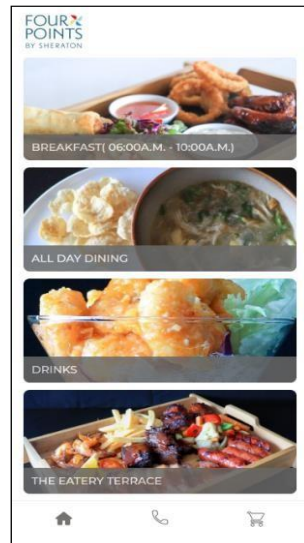 FOUR
POINTS
BY SHERATON
BREAKFAST( 06:00A.M. - 10:00A.M.)
ALL DAY DINING
DRINKS
THE EATERY TERRACE